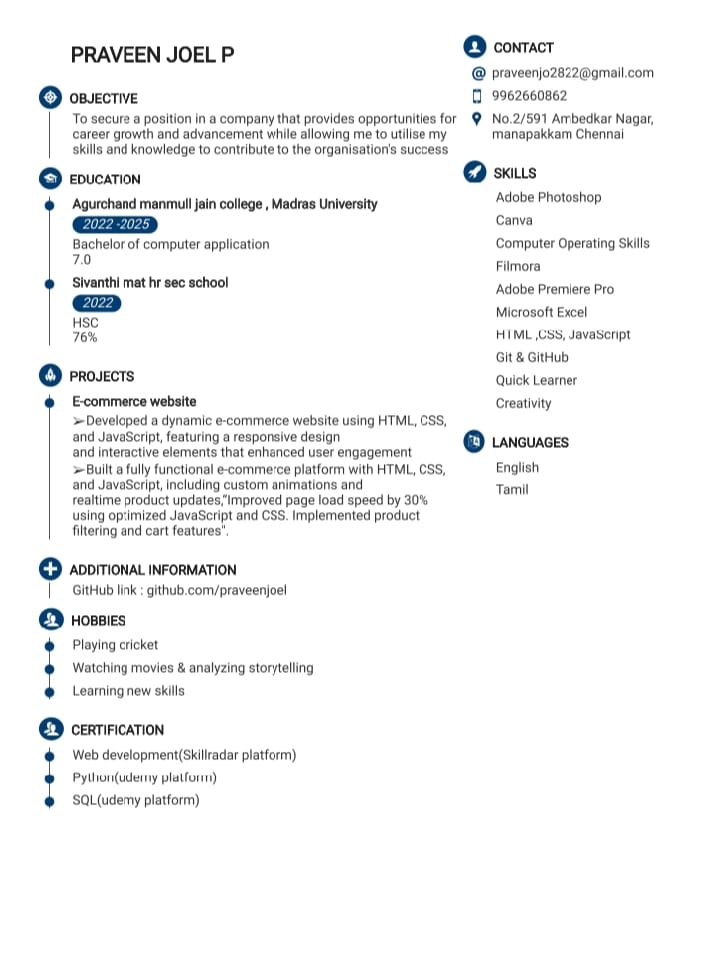 PRAVEEN JOEL P
OBJECTIVE
To secure a position in a company that provides opportunities for
career growth and advancement while allowing me to utilise my
skills and knowledge to contribute to the organisation's success
EDUCATION
Agurchand manmull jain college , Madras University
2022 -2025
Bachelor of computer application
7.0
Sivanthi mat hr sec school
2022
HSC
76%
PROJECTS
E-commerce website
➢Developed a dynamic e-commerce website using HTML, CSS,
and JavaScript, featuring a responsive design
and interactive elements that enhanced user engagement
➢Built a fully functional e-commerce platform with HTML, CSS,
and JavaScript, including custom animations and
realtime product updates,"Improved page load speed by 30%
using optimized JavaScript and CSS. Implemented product
filtering and cart features".
ADDITIONAL INFORMATION
GitHub link : github.com/praveenjoel
HOBBIES
Playing cricket
Watching movies & analyzing storytelling
Learning new skills
CERTIFICATION
Web development(Skillradar platform)
Python(udemy platform)
SQL(udemy platform)
CONTACT
@ praveenjo2822@gmail.com
9962660862
No.2/591 Ambedkar Nagar,
manapakkam Chennai
SKILLS
Adobe Photoshop
Canva
Computer Operating Skills
Filmora
Adobe Premiere Pro
Microsoft Excel
HTML ,CSS, JavaScript
Git & GitHub
Quick Learner
Creativity
LANGUAGES
English
Tamil